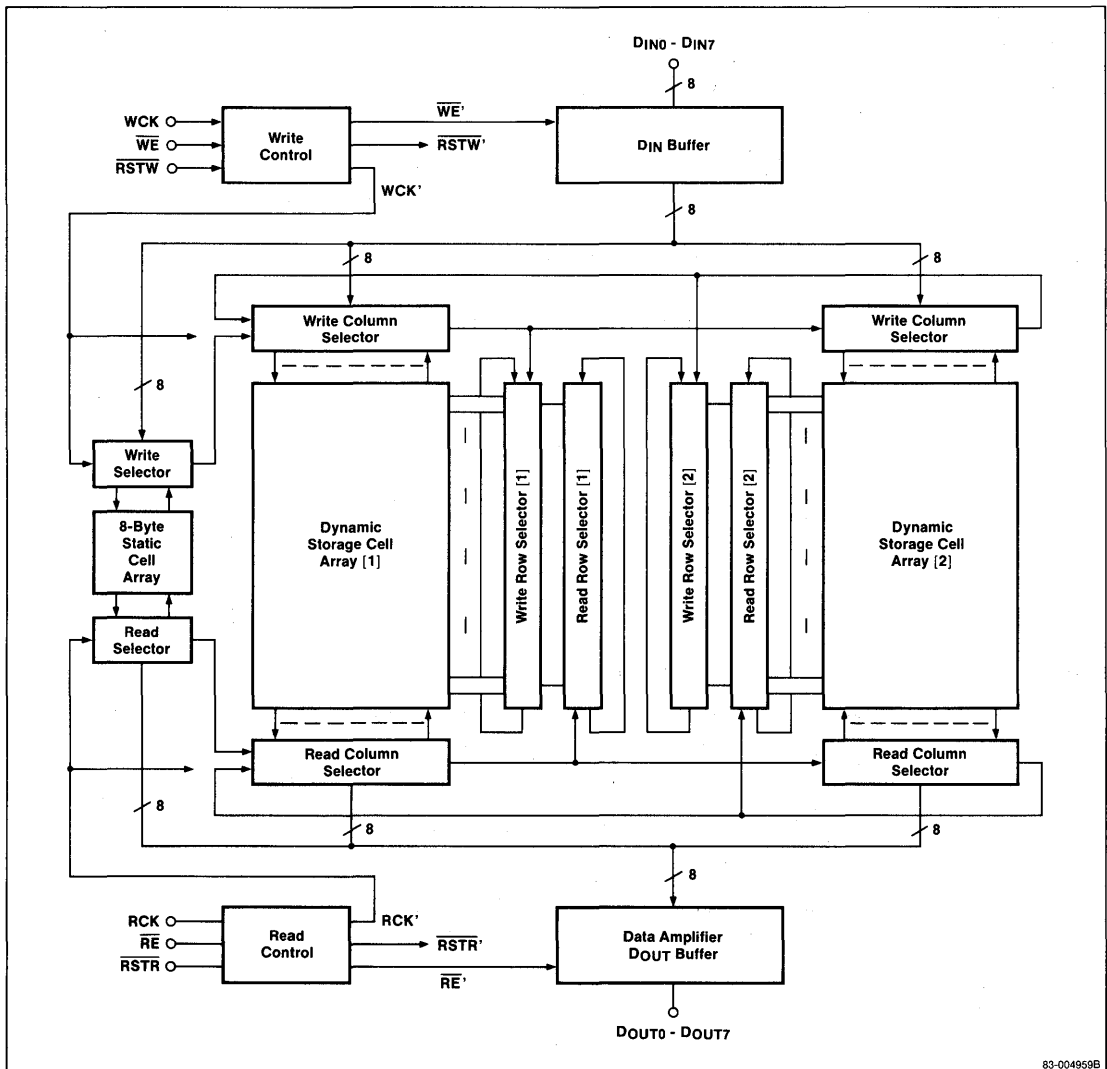 DIN0 - DIN7
8
WCK
WE
RSTW
Write
Control
WE'
RSTW'
WCK'
DIN Buffer
8
8
8
Write Column
Selector
Write Column
Selector
8
Write
Selector
8-Byte
Static
Cell
Array
Read
Selector
Dynamic
Storage Cell
Array [1]
Write Row Selector [1]
Read Row Selector [1]
Write Row Selector [2]
Read Row Selector [2]
Dynamic
Storage Cell
Array [2]
Read Column
Selector
Read Column
Selector
8
8
8
8
RCK
RE
RSTR
Read
Control
RCK'
RSTR'
RE'
Data Amplifier
DOUT Buffer
DOUT0 - DOUT7
83-004959B